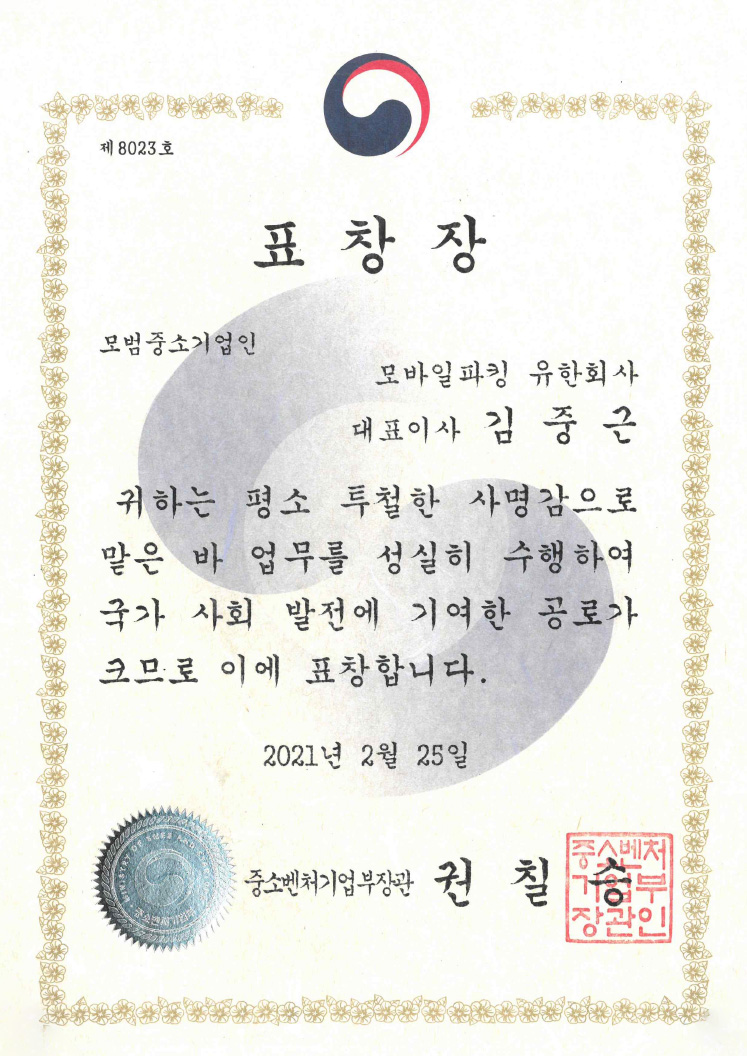 제 8023 호
표 창 장
모범중소기업인
모바일파킹 유한회사
대표이사 김 중 근
귀하는 평소 투철한 사명감으로
맡은 바 업무를 성실히 수행하여
국가 사회 발전에 기여한 공로가
크므로 이에 표창합니다.
2021년 2월 25일
중소벤처기업부장관 권 칠 승
중소벤처
기업부
장관인